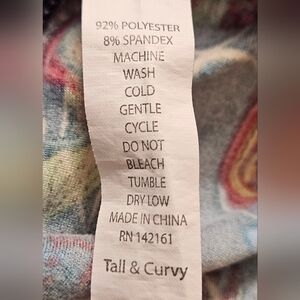 92% POLYESTER
8% SPANDEX
MACHINE
WASH
COLD
GENTLE
CYCLE
DO NOT
BLEACH
TUMBLE
DRY LOW
MADE IN CHINA
RN 142161
Tall & Curvy